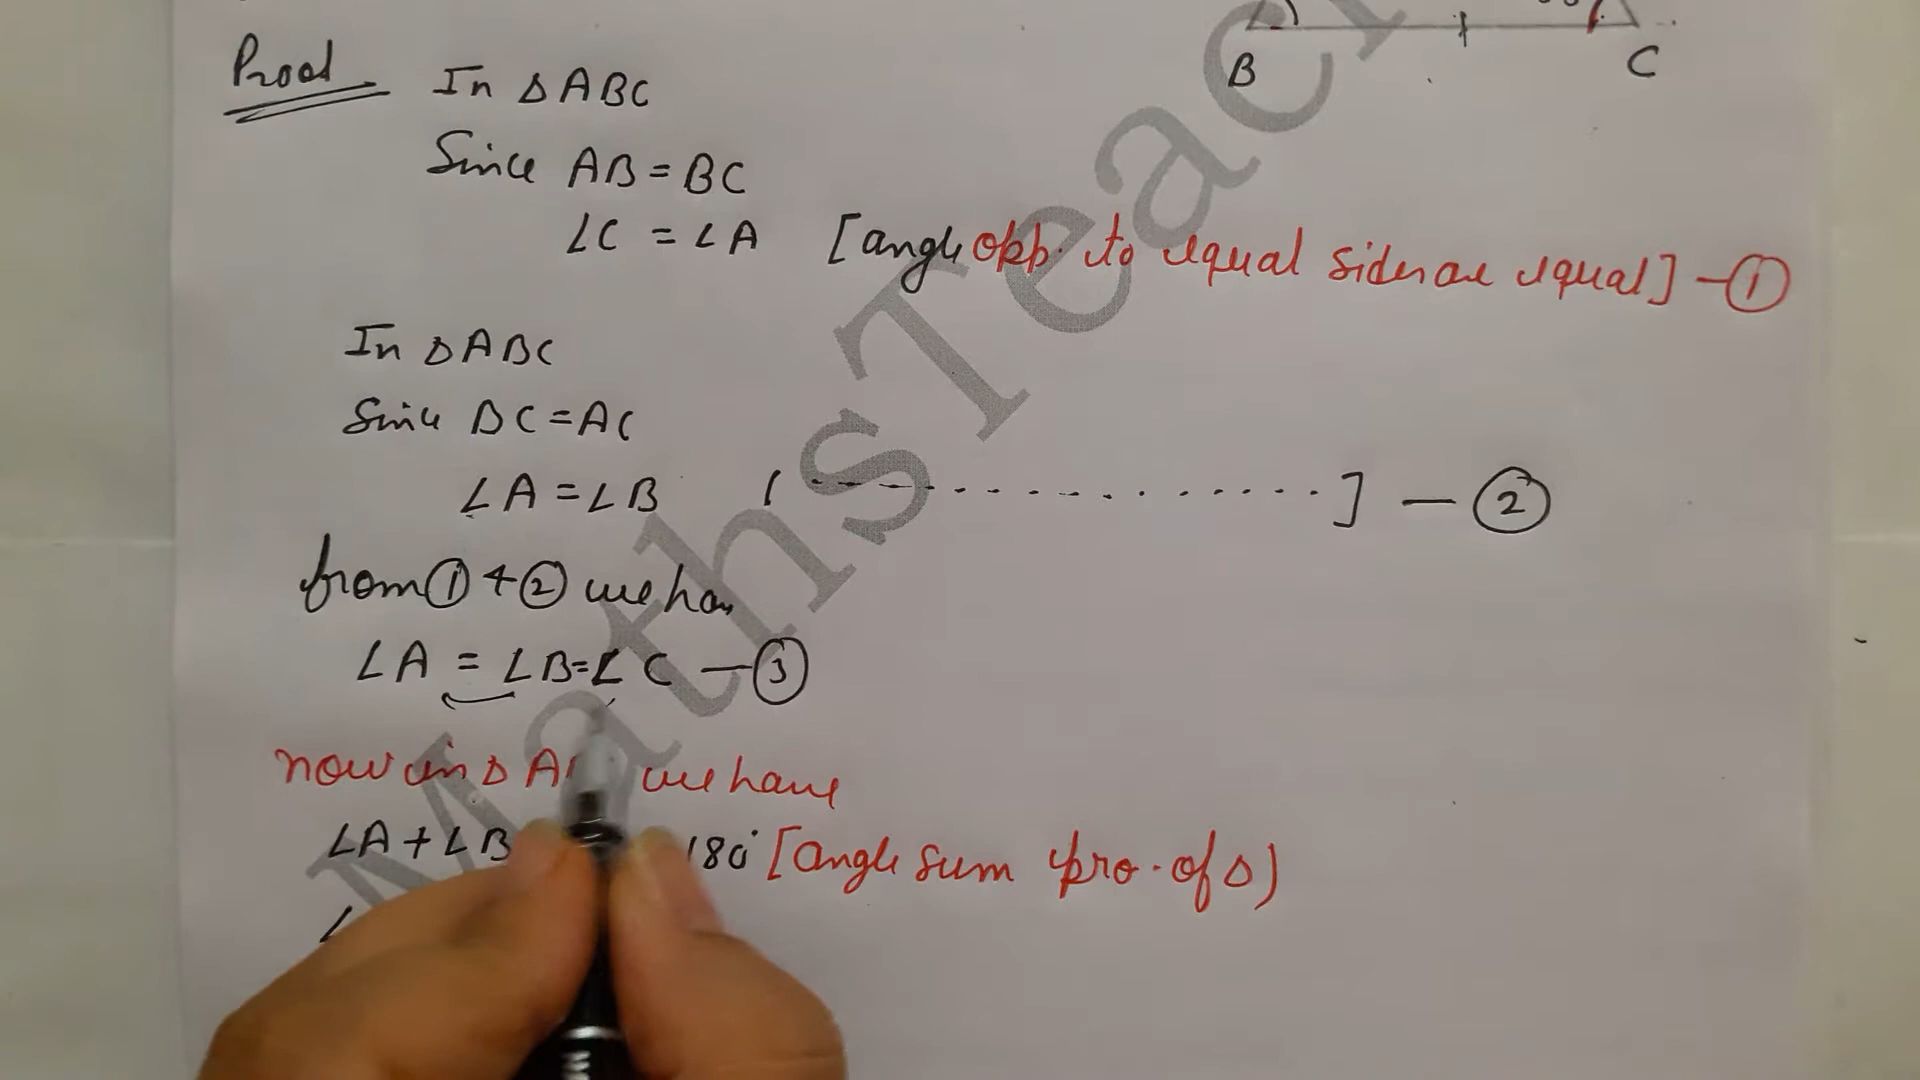 B C
Proof In ΔABC
Since AB = BC
∠C = ∠A [angle opp. to equal sides are equal] - ①
In ΔABC
Since BC = AC
∠A = ∠B [ ............ ] - ②
from ① + ② we have
∠A = ∠B = ∠C - ③
now in Δ A we have
∠A + ∠B 180° [angle sum pro. of Δ)
∠
MathsTeac